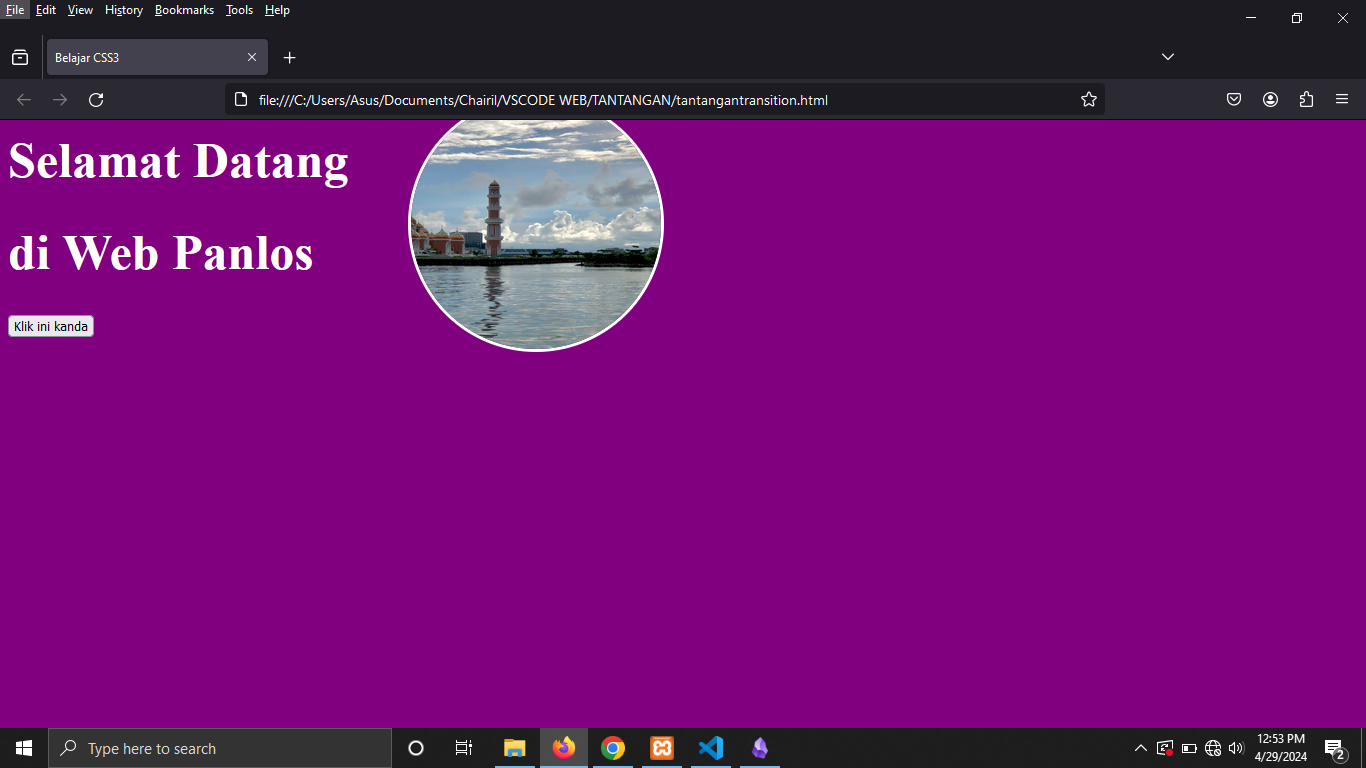 File Edit View History Bookmarks Tools Help
Belajar CSS3
file:///C:/Users/Asus/Documents/Chairil/VSCODE WEB/TANTANGAN/tantangantransition.html
Selamat Datang
di Web Panlos
Klik ini kanda
Type here to search
12:53 PM
4/29/2024
2